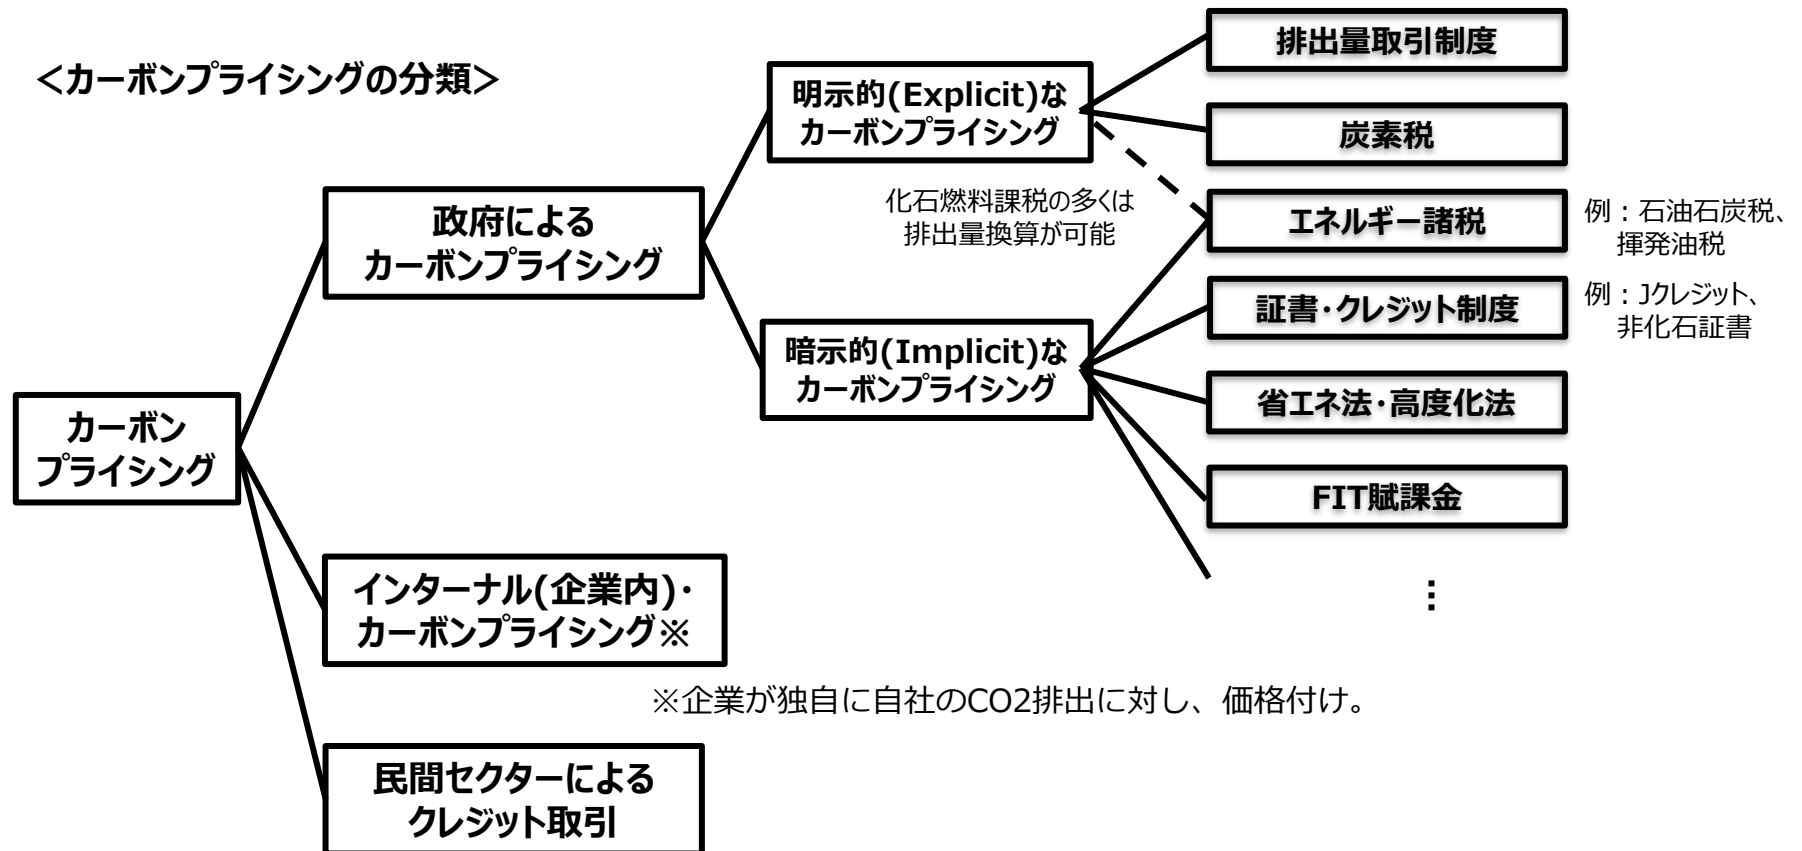 ＜カーボンプライシングの分類＞
カーボン
プライシング
政府による
カーボンプライシング
明示的(Explicit)な
カーボンプライシング
排出量取引制度
炭素税
化石燃料課税の多くは
排出量換算が可能
エネルギー諸税
例：石油石炭税、
揮発油税
暗示的(Implicit)な
カーボンプライシング
証書・クレジット制度
例：Jクレジット、
非化石証書
省エネ法・高度化法
FIT賦課金
⋮
インターナル(企業内)・
カーボンプライシング※
※企業が独自に自社のCO2排出に対し、価格付け。
民間セクターによる
クレジット取引